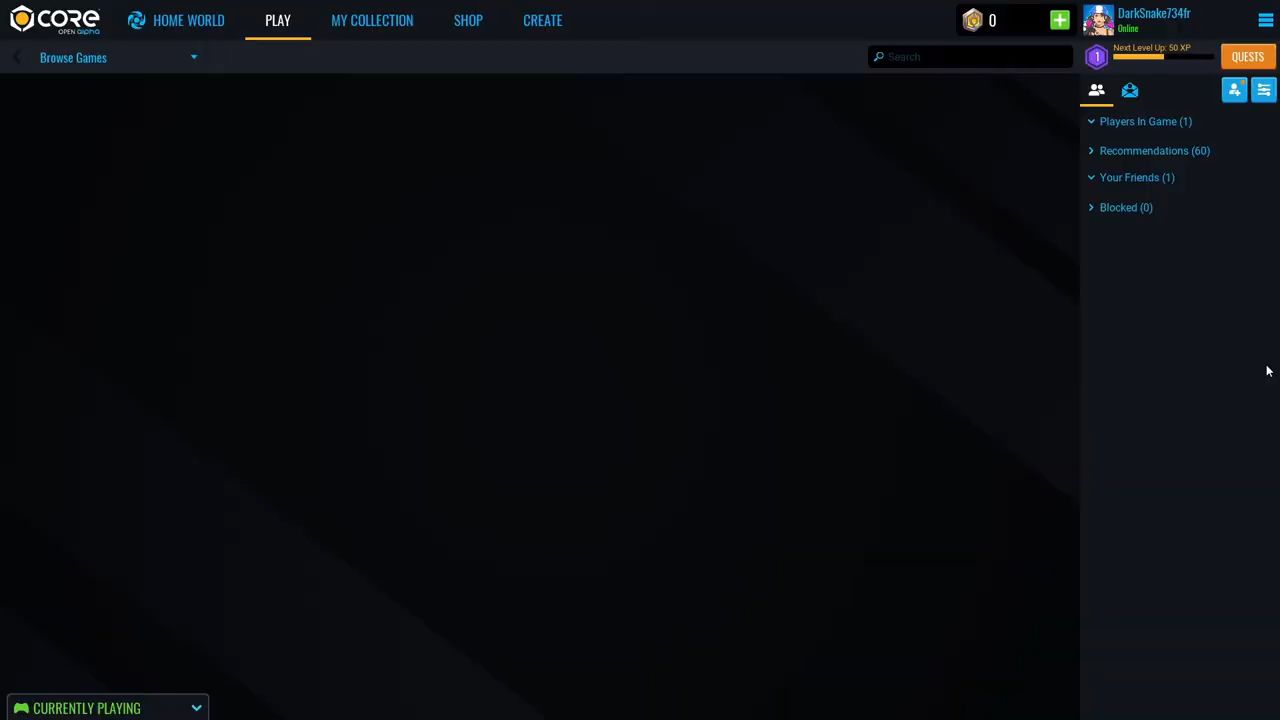 CORE
OPEN alpha
HOME WORLD
PLAY
MY COLLECTION
SHOP
CREATE
0
DarkSnake734fr
Online
Browse Games
Search
1
Next Level Up: 50 XP
QUESTS
Players In Game (1)
Recommendations (60)
Your Friends (1)
Blocked (0)
CURRENTLY PLAYING